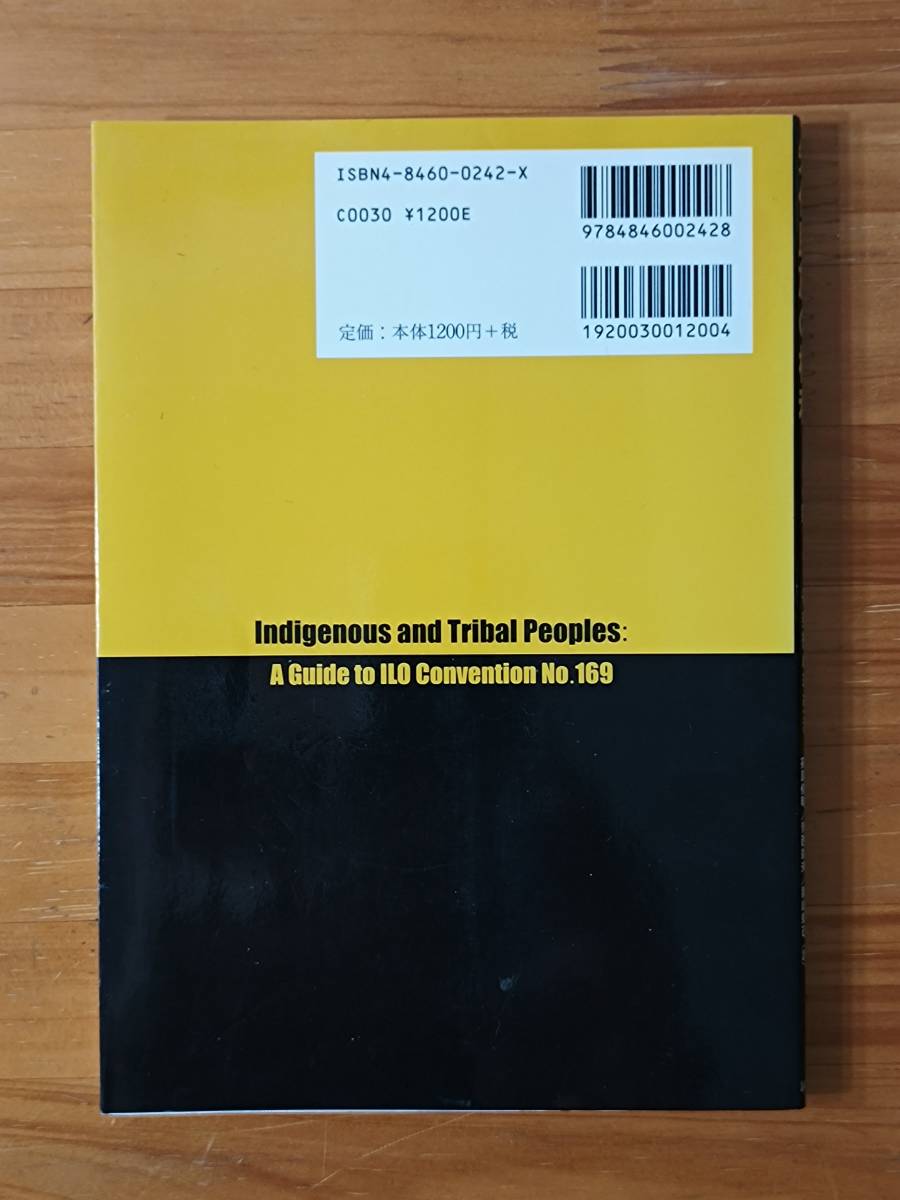 ISBN4-8460-0242-X
C0030 ¥1200E
定価：本体1200円＋税
9784846002428
1920030012004
Indigenous and Tribal Peoples:
A Guide to ILO Convention No.169